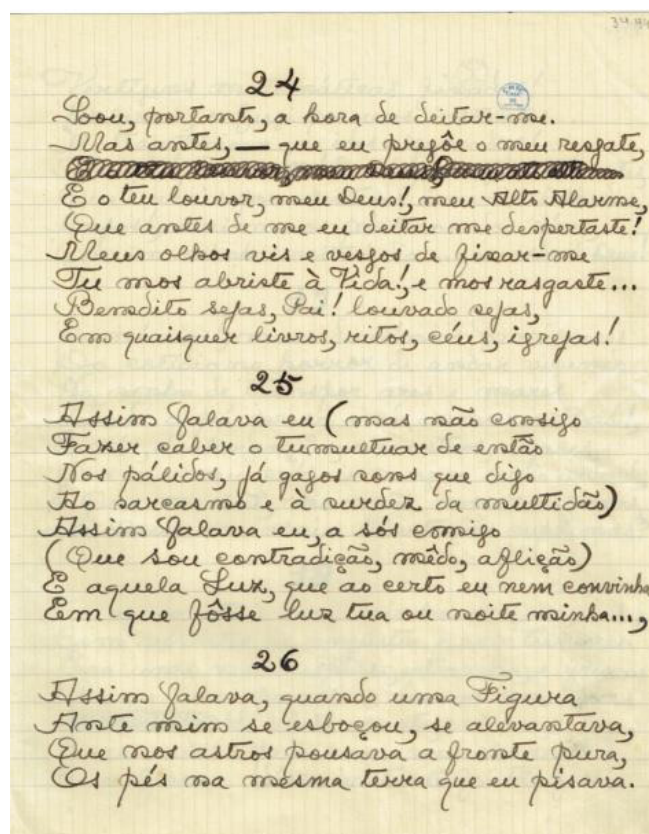 24
Soou, portanto, a hora de deitar-me.
Mas antes, — que eu pregôe o meu resgate,
E o teu louvor, meu Deus!, meu Alto Alarme,
Que antes de me eu deitar me despertaste!
Meus olhos vis e vesgos de fixar-me
Tu mos abriste à Vida!, e mos rasgaste...
Bemdito sejas, Pai! louvado sejas,
Em quaisquer livros, ritos, céus, igrejas!
25
Assim falava eu (mas não consigo
Fazer caber o tumultuar de então
Nos pálidos, já gagos sons que digo
Ao sarcasmo e à surdez da multidão)
Assim falava eu, a sós comigo
(Que sou contradição, mêdo, aflição)
E aquela Luz, que ao certo eu nem convinha
Em que fôsse luz tua ou noite minha...,
26
Assim falava, quando uma Figura
Ante mim se esboçou, se alevantava,
Que nos astros pousava a fronte pura,
Os pés na mesma terra que eu pisava.